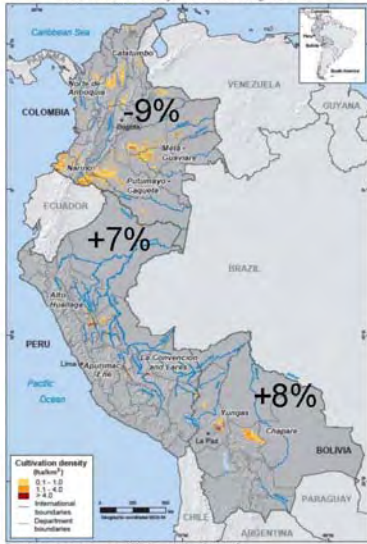 Caribbean Sea
Colombia
Peru
Bolivia
South America
Catatumbo
Norte de
Antioquia
VENEZUELA
GUYANA
COLOMBIA
-9%
Bogota
Meta -
Guaviare
Nariño
Putumayo -
Caqueta
ECUADOR
+7%
BRAZIL
Alto
Huallaga
PERU
Lima
Apurimac
Ene
La Convención
and Lares
Pacific
Ocean
+8%
Yungas
La Paz
Chapare
BOLIVIA
Cultivation density
(ha/km²)
0.1 - 1.0
1.1 - 4.0
> 4.0
International
boundaries
Department
boundaries
PARAGUAY
CHILE
ARGENTINA